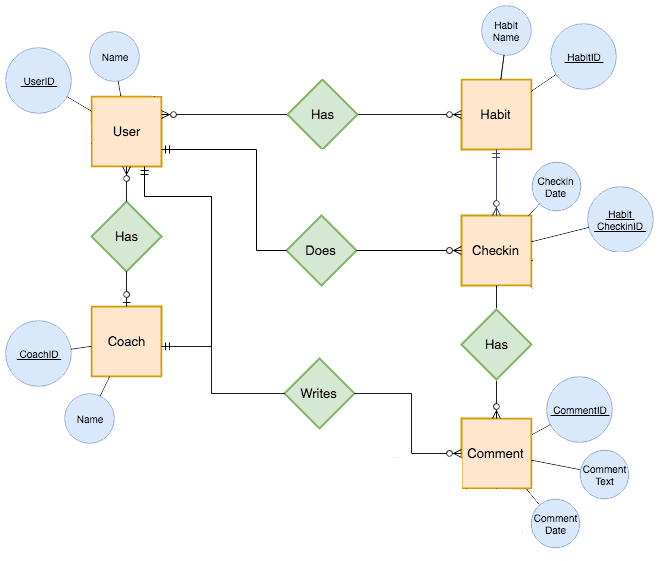 Habit
Name
Name
HabitID
UserID
Has
Habit
User
Checkin
Date
Habit
CheckinID
Has
Does
Checkin
Coach
Has
CoachID
Writes
CommentID
Name
Comment
Comment
Text
Comment
Date